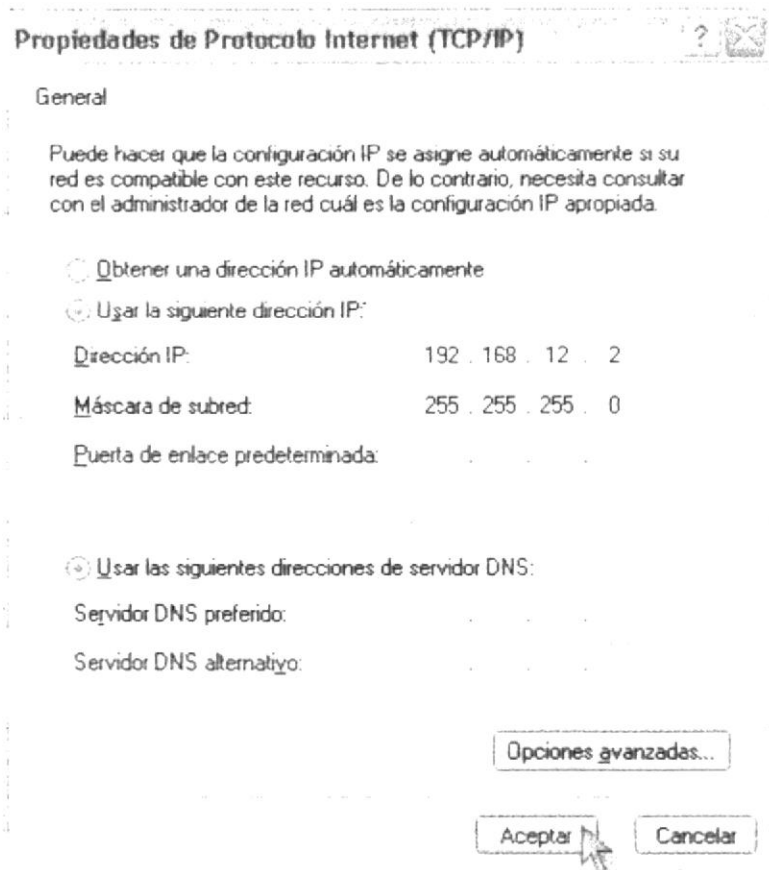 Propiedades de Protocolo Internet (TCP/IP)
?
General
Puede hacer que la configuración IP se asigne automáticamente si su
red es compatible con este recurso. De lo contrario, necesita consultar
con el administrador de la red cuál es la configuración IP apropiada.
Obtener una dirección IP automáticamente
Usar la siguiente dirección IP:
Dirección IP: 192 . 168 . 12 . 2
Máscara de subred: 255 . 255 . 255 . 0
Puerta de enlace predeterminada: . . .
Usar las siguientes direcciones de servidor DNS:
Servidor DNS preferido: . . .
Servidor DNS alternativo: . . .
Opciones avanzadas...
Aceptar Cancelar